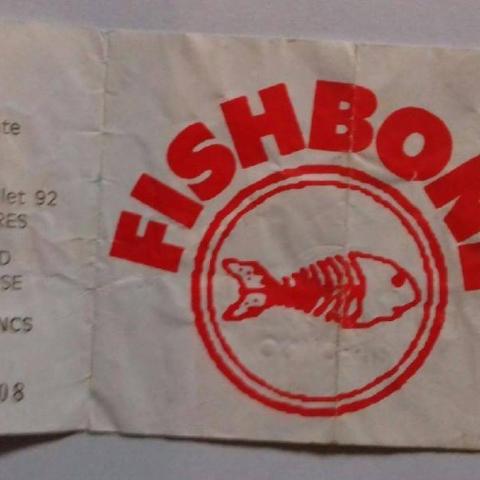 te
let 92
RES
D
SE
NCS
08
FISHBON